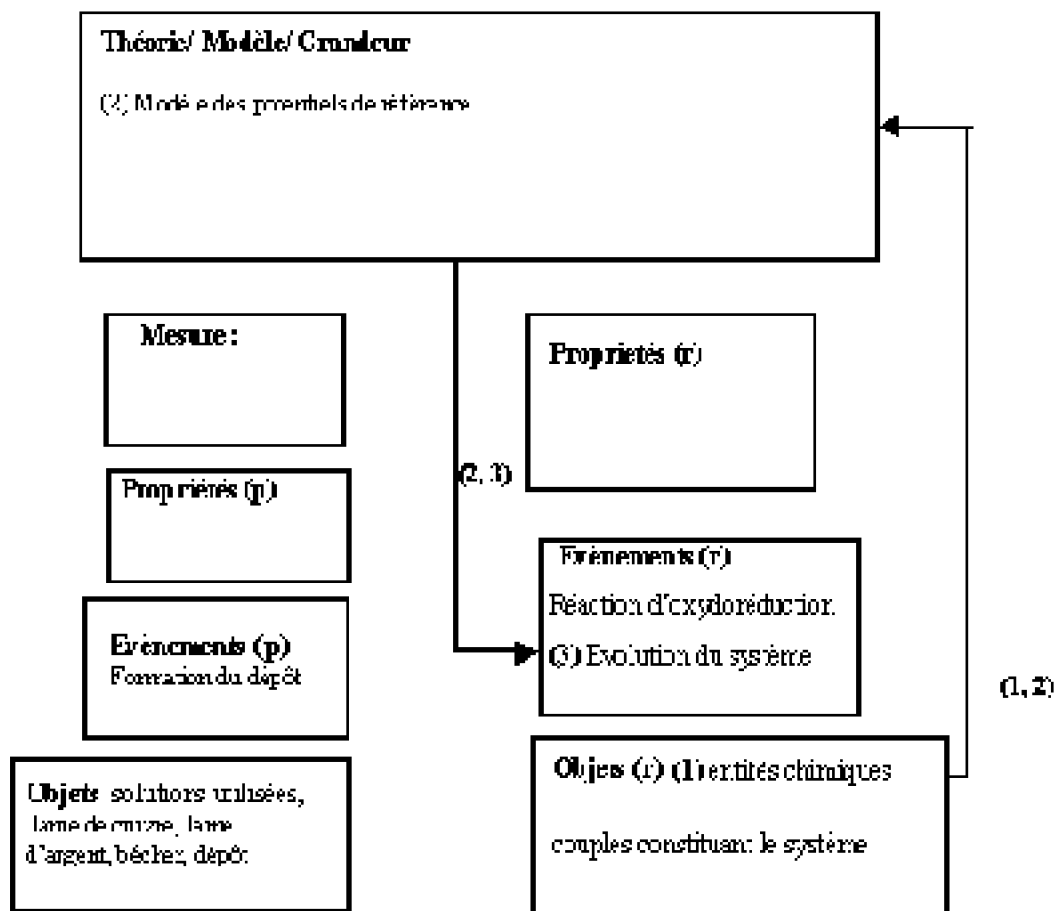 Théorie/ Modèle/ Grandeur
(2) Modèle des potentiels de référence
Mesure :
Propriétés (r)
(2, 3)
Propriétés (p)
Evènements (r)
Réaction d'oxydoréduction
(3) Evolution du système
Evènements (p)
Formation du dépôt
(1, 2)
Objets (r) (1) entités chimiques
couples constituant le système
Objets solutions utilisées,
lame de cuivre, lame
d'argent, bécher, dépôt